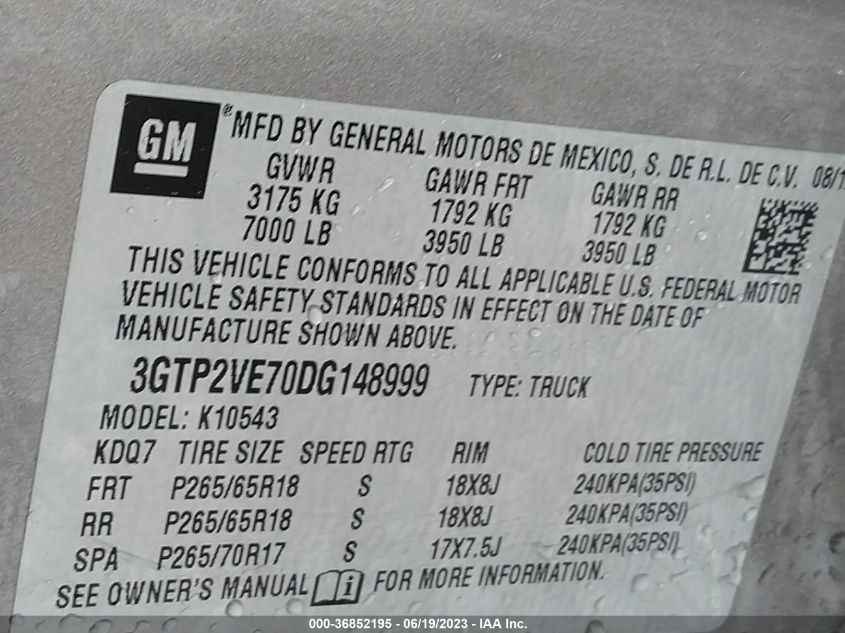 GM ® MFD BY GENERAL MOTORS DE MEXICO, S. DE R.L. DE C.V. 08/1
GVWR GAWR FRT GAWR RR
3175 KG 1792 KG 1792 KG
7000 LB 3950 LB 3950 LB
THIS VEHICLE CONFORMS TO ALL APPLICABLE U.S. FEDERAL MOTOR
VEHICLE SAFETY STANDARDS IN EFFECT ON THE DATE OF
MANUFACTURE SHOWN ABOVE.
3GTP2VE70DG148999 TYPE: TRUCK
MODEL: K10543
KDQ7 TIRE SIZE SPEED RTG RIM COLD TIRE PRESSURE
FRT P265/65R18 S 18X8J 240KPA(35PSI)
RR P265/65R18 S 18X8J 240KPA(35PSI)
SPA P265/70R17 S 17X7.5J 240KPA(35PSI)
SEE OWNER'S MANUAL i FOR MORE INFORMATION.
000-36852195 - 06/19/2023 - IAA Inc.